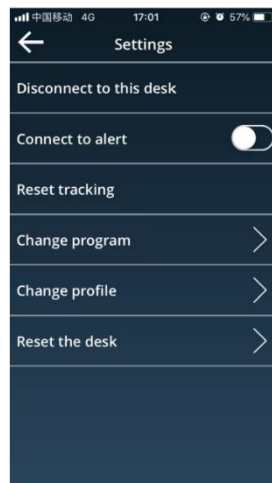 中国移动 4G 17:01 57%
Settings
Disconnect to this desk
Connect to alert
Reset tracking
Change program
Change profile
Reset the desk